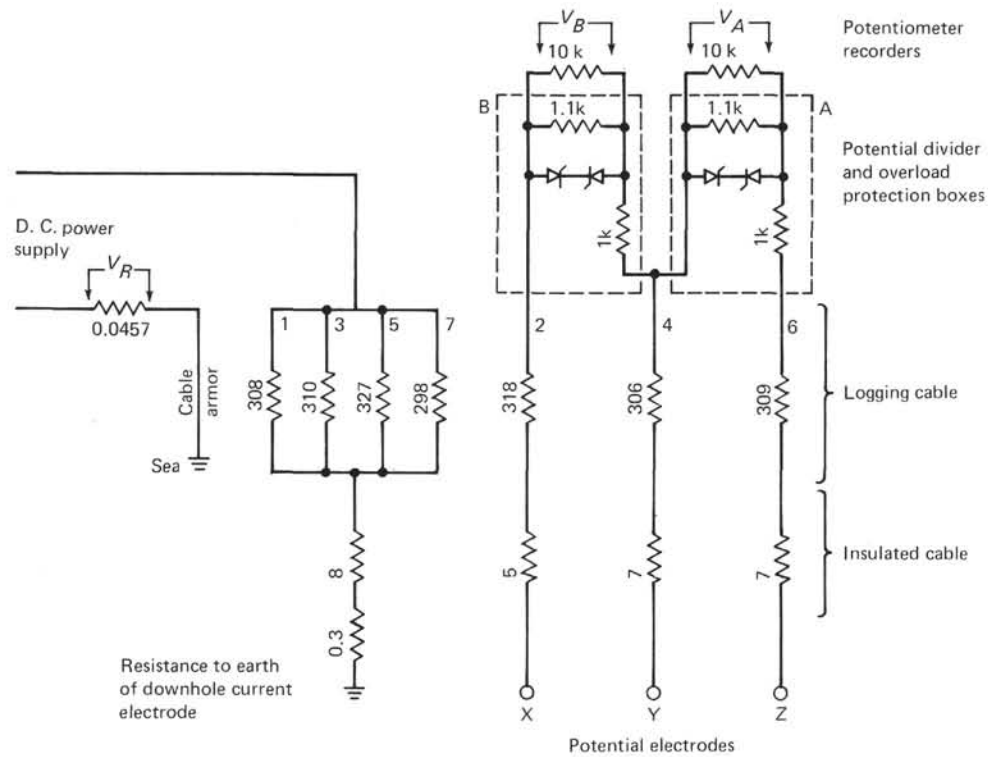 V_B
V_A
10 k
10 k
Potentiometer
recorders
B
1.1k
1.1k
A
Potential divider
and overload
protection boxes
1k
1k
D. C. power
supply
V_R
0.0457
Cable
armor
Sea
1
3
5
7
308
310
327
298
2
4
6
318
306
309
Logging cable
8
0.3
5
7
7
Insulated cable
Resistance to earth
of downhole current
electrode
X
Y
Z
Potential electrodes